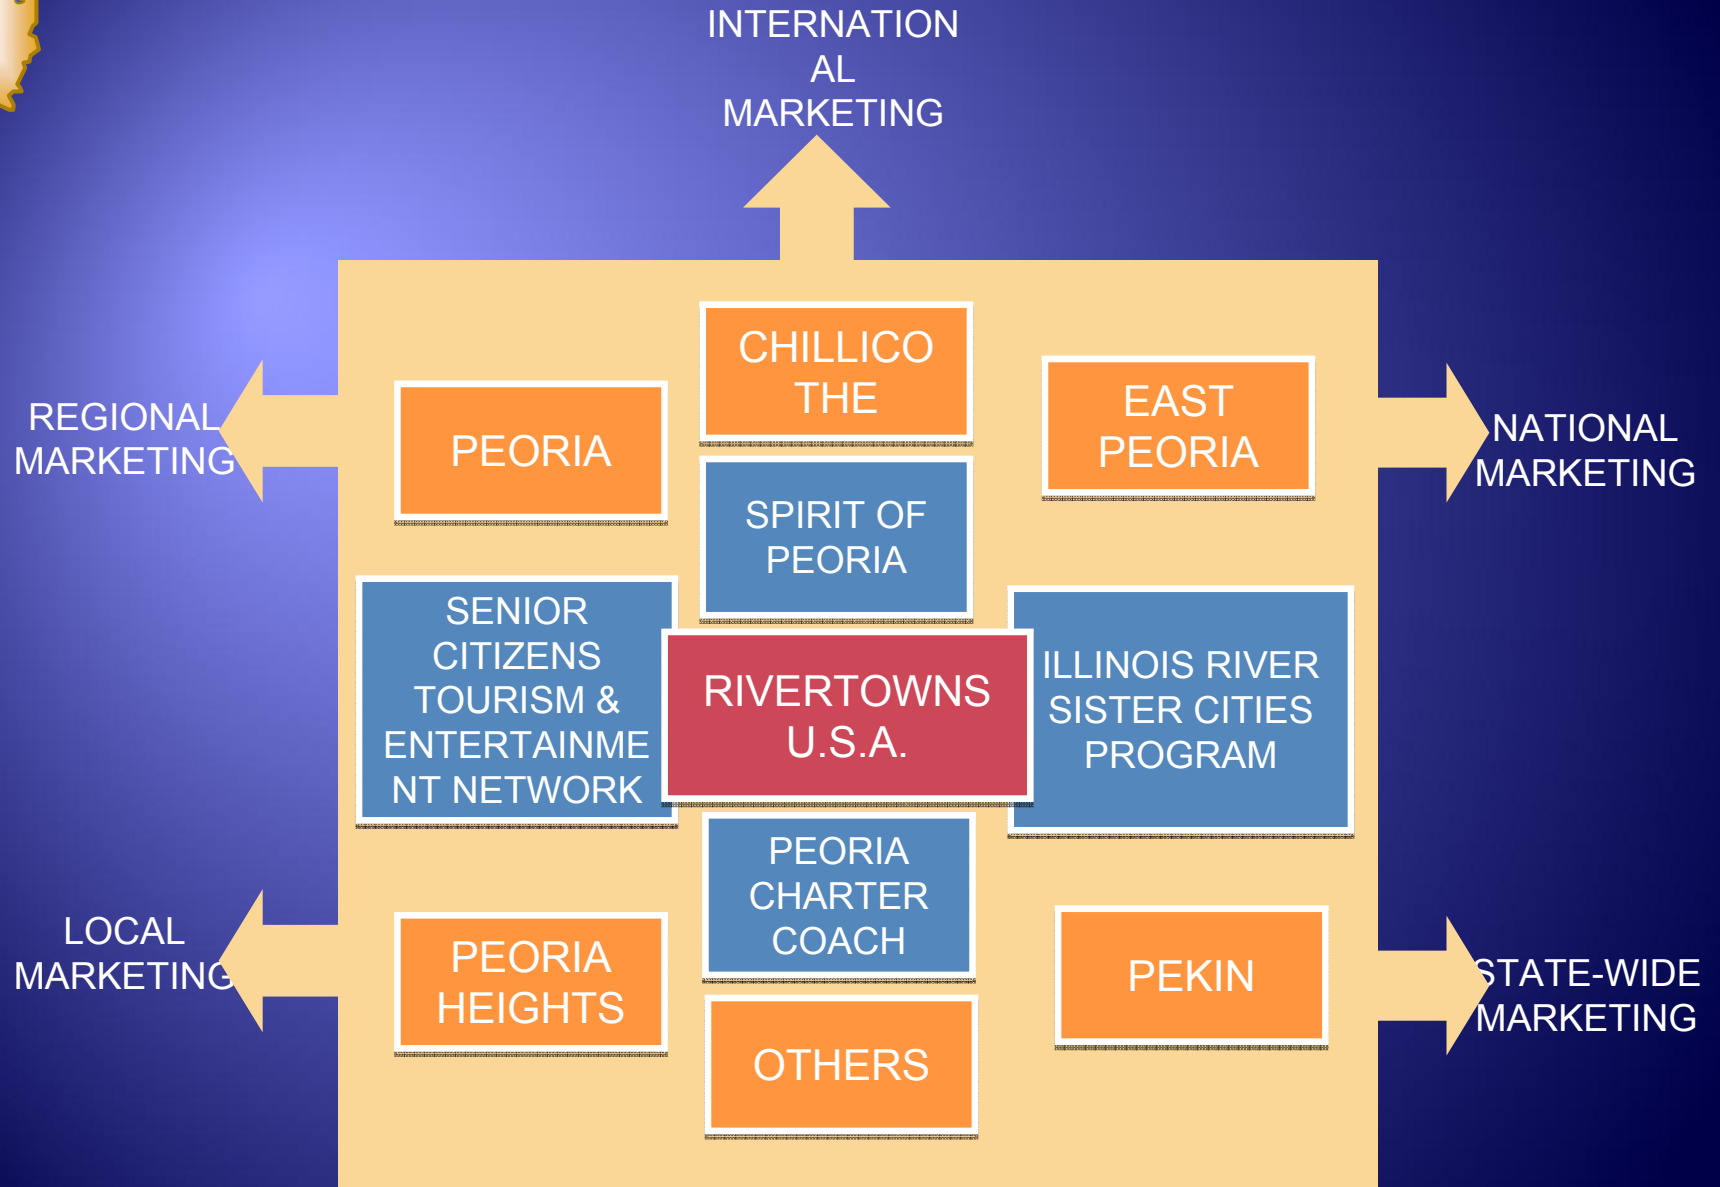 INTERNATION
AL
MARKETING
CHILLICO
THE
EAST
PEORIA
PEORIA
REGIONAL
MARKETING
NATIONAL
MARKETING
SPIRIT OF
PEORIA
SENIOR
CITIZENS
TOURISM &
ENTERTAINME
NT NETWORK
RIVERTOWNS
U.S.A.
ILLINOIS RIVER
SISTER CITIES
PROGRAM
PEORIA
CHARTER
COACH
LOCAL
MARKETING
PEORIA
HEIGHTS
PEKIN
STATE-WIDE
MARKETING
OTHERS